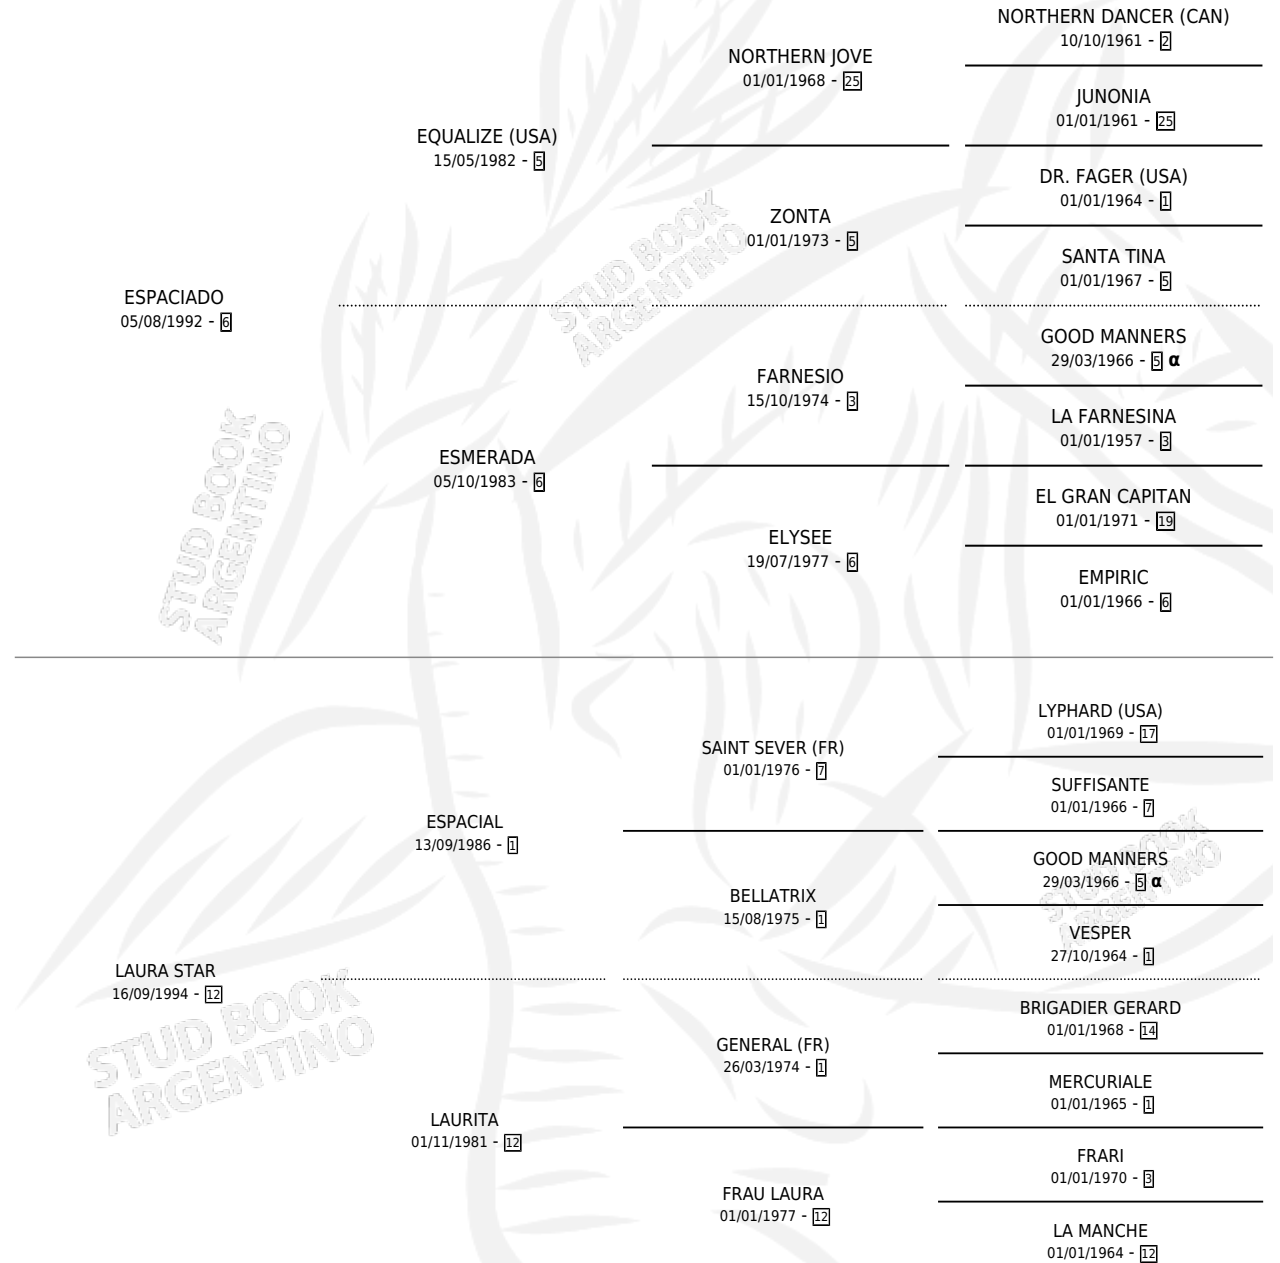 NORTHERN DANCER (CAN)
10/10/1961 - 2
NORTHERN JOVE
01/01/1968 - 25
JUNONIA
01/01/1961 - 25
EQUALIZE (USA)
15/05/1982 - 5
DR. FAGER (USA)
01/01/1964 - 1
ZONTA
01/01/1973 - 5
SANTA TINA
01/01/1967 - 5
ESPACIADO
05/08/1992 - 6
GOOD MANNERS
29/03/1966 - 5 α
FARNESIO
15/10/1974 - 3
LA FARNESINA
01/01/1957 - 3
ESMERADA
05/10/1983 - 6
EL GRAN CAPITAN
01/01/1971 - 19
ELYSEE
19/07/1977 - 6
EMPIRIC
01/01/1966 - 6
LYPHARD (USA)
01/01/1969 - 17
SAINT SEVER (FR)
01/01/1976 - 7
SUFFISANTE
01/01/1966 - 7
ESPACIAL
13/09/1986 - 1
GOOD MANNERS
29/03/1966 - 5 α
BELLATRIX
15/08/1975 - 1
VESPER
27/10/1964 - 1
LAURA STAR
16/09/1994 - 12
BRIGADIER GERARD
01/01/1968 - 14
GENERAL (FR)
26/03/1974 - 1
MERCURIALE
01/01/1965 - 1
LAURITA
01/11/1981 - 12
FRARI
01/01/1970 - 3
FRAU LAURA
01/01/1977 - 12
LA MANCHE
01/01/1964 - 12
STUD BOOK
ARGENTINO
STUD BOOK
ARGENTINO
STUD BOOK
ARGENTINO
STUD BOOK
ARGENTINO